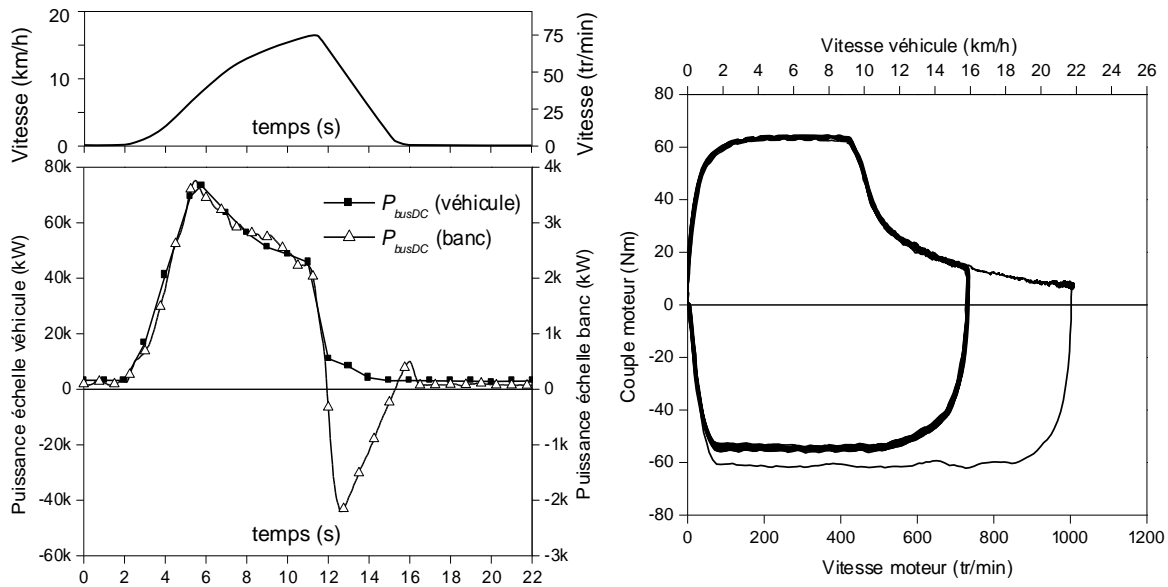 20
15
10
5
0
Vitesse (km/h)
75
50
25
0
Vitesse (tr/min)
temps (s)
80k
60k
40k
20k
0
-20k
-40k
-60k
Puissance échelle véhicule (kW)
P busDC (véhicule)
P busDC (banc)
4k
3k
2k
1k
0
-1k
-2k
-3k
Puissance échelle banc (kW)
temps (s)
0 2 4 6 8 10 12 14 16 18 20 22
Vitesse véhicule (km/h)
0 2 4 6 8 10 12 14 16 18 20 22 24 26
80
60
40
20
0
-20
-40
-60
-80
Couple moteur (Nm)
0 200 400 600 800 1000 1200
Vitesse moteur (tr/min)